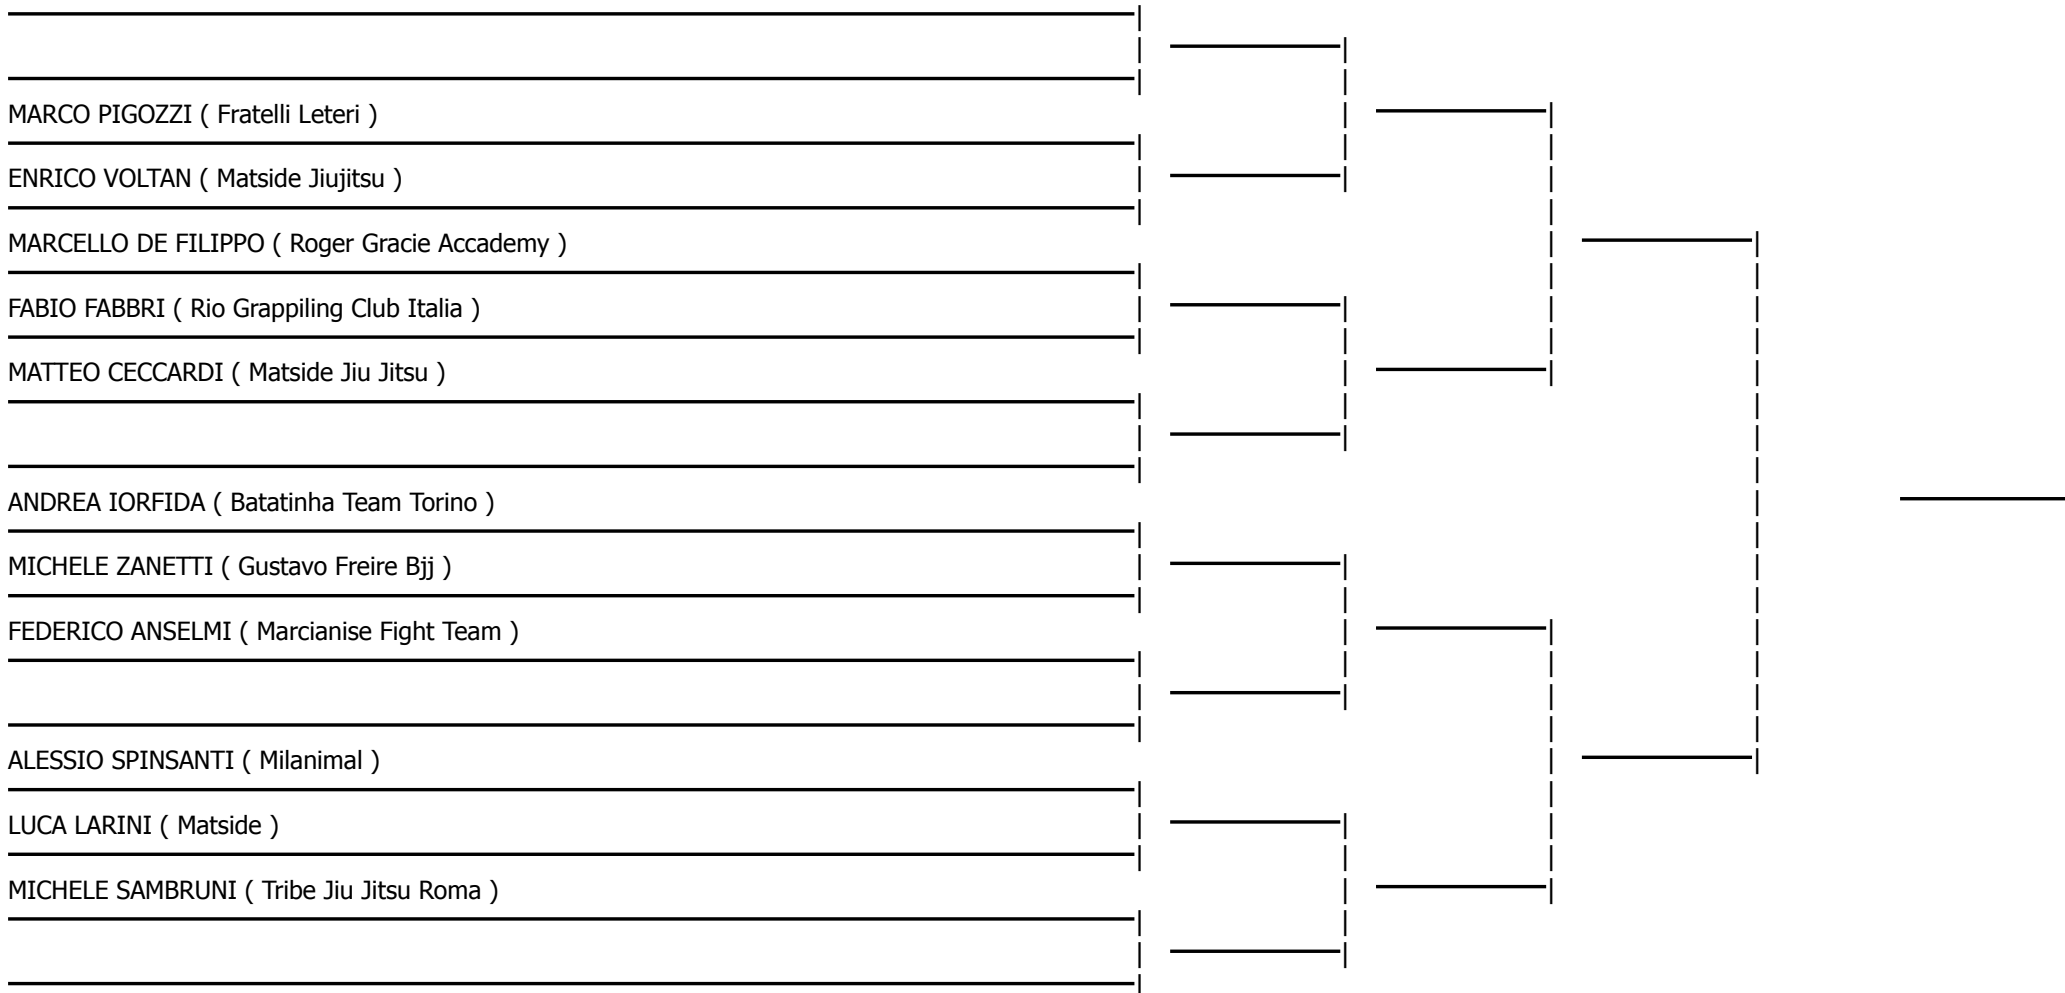 MARCO PIGOZZI ( Fratelli Leteri )
ENRICO VOLTAN ( Matside Jiujitsu )
MARCELLO DE FILIPPO ( Roger Gracie Accademy )
FABIO FABBRI ( Rio Grappiling Club Italia )
MATTEO CECCARDI ( Matside Jiu Jitsu )
ANDREA IORFIDA ( Batatinha Team Torino )
MICHELE ZANETTI ( Gustavo Freire Bjj )
FEDERICO ANSELMI ( Marcianise Fight Team )
ALESSIO SPINSANTI ( Milanimal )
LUCA LARINI ( Matside )
MICHELE SAMBRUNI ( Tribe Jiu Jitsu Roma )